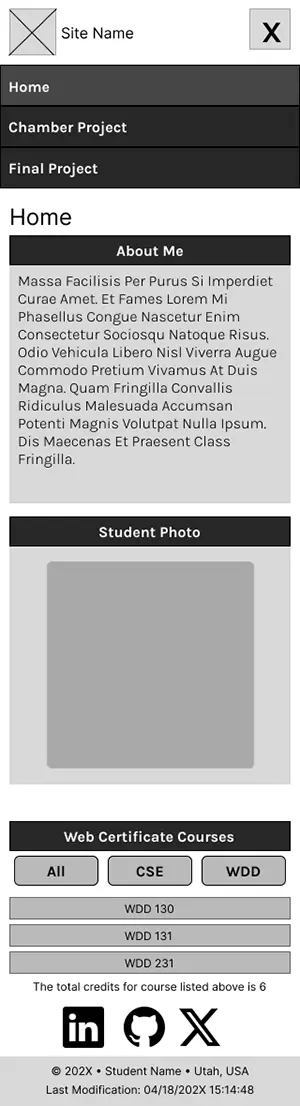 Site Name
X
Home
Chamber Project
Final Project
Home
About Me
Massa Facilisis Per Purus Si Imperdiet
Curae Amet. Et Fames Lorem Mi
Phasellus Congue Nascetur Enim
Consectetur Sociosqu Natoque Risus.
Odio Vehicula Libero Nisl Viverra Augue
Commodo Pretium Vivamus At Duis
Magna. Quam Fringilla Convallis
Ridiculus Malesuada Accumsan
Potenti Magnis Volutpat Nulla Ipsum.
Dis Maecenas Et Praesent Class
Fringilla.
Student Photo
Web Certificate Courses
All CSE WDD
WDD 130
WDD 131
WDD 231
The total credits for course listed above is 6
in X
© 202X • Student Name • Utah, USA
Last Modification: 04/18/202X 15:14:48